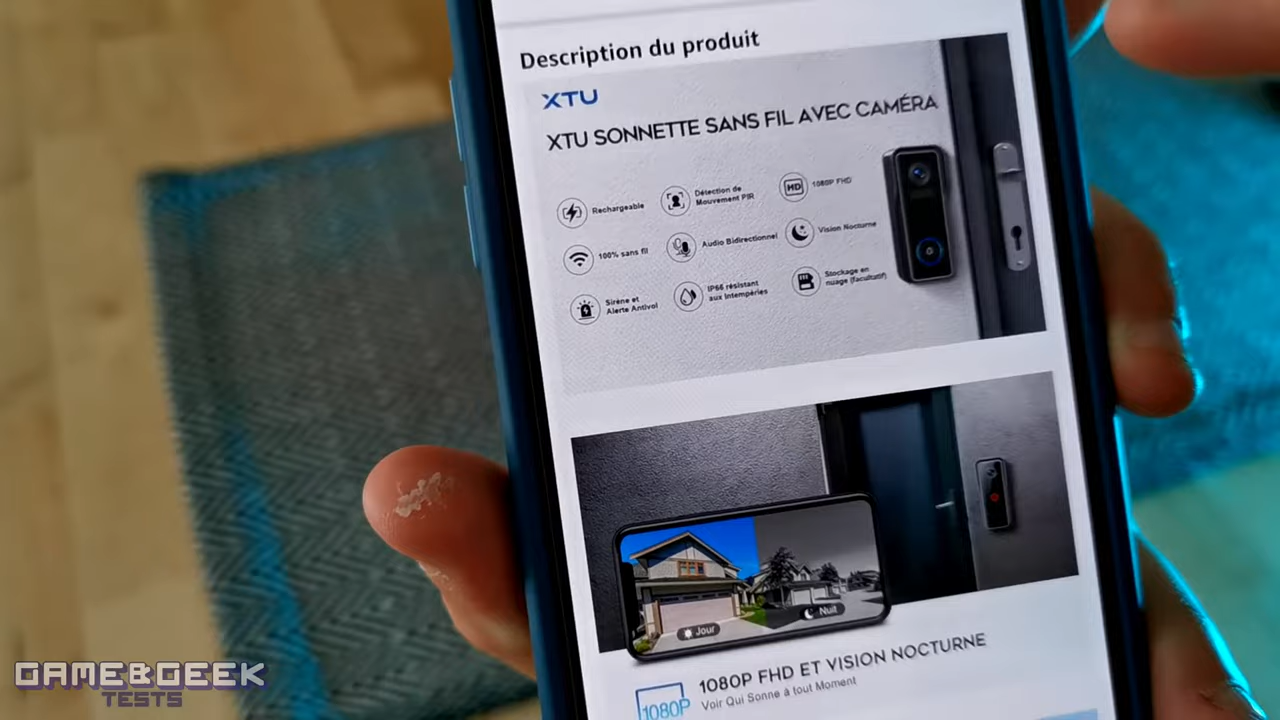 Description du produit
XTU
XTU SONNETTE SANS FIL AVEC CAMÉRA
Rechargeable
Détection de
Mouvement PIR
HD
1080P FHD
100% sans fil
Audio Bidirectionnel
Vision Nocturne
Sirène et
Alerte Antivol
IP66 résistant
aux Intempéries
Stockage en
nuage (facultatif)
Jour
Nuit
1080P
1080P FHD ET VISION NOCTURNE
Voir Qui Sonne à tout Moment
GAME&GEEK
TESTS